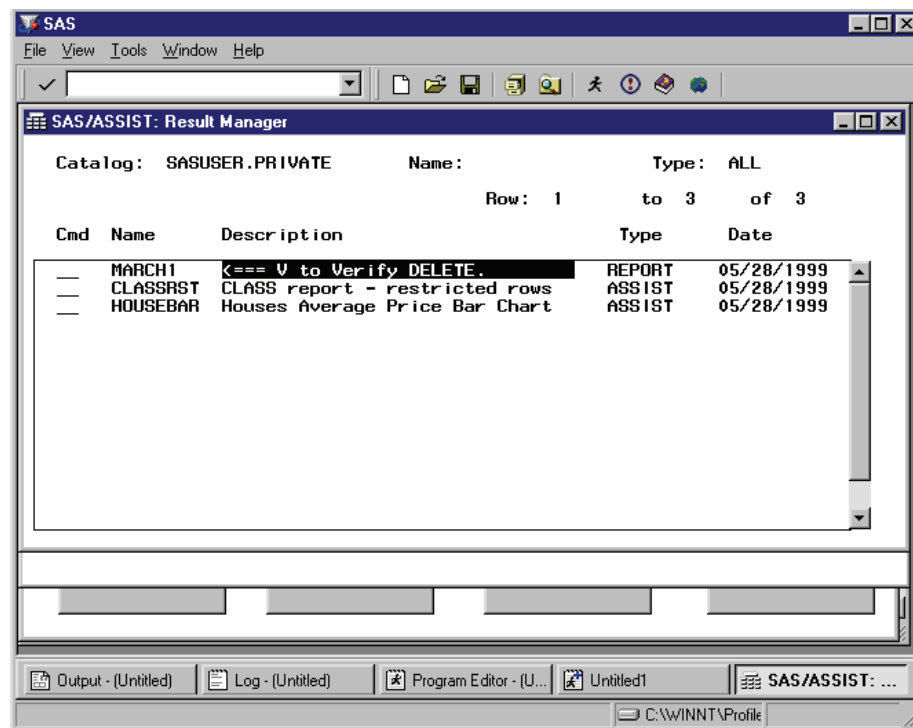 SAS
File View Tools Window Help
SAS/ASSIST: Result Manager
Catalog: SASUSER.PRIVATE Name: Type: ALL
Row: 1 to 3 of 3
Cmd Name Description Type Date
MARCH1 <=== V to Verify DELETE. REPORT 05/28/1999
CLASSRST CLASS report - restricted rows ASSIST 05/28/1999
HOUSEBAR Houses Average Price Bar Chart ASSIST 05/28/1999
Output - (Untitled) Log - (Untitled) Program Editor - (U... Untitled1 SAS/ASSIST: ...
C:\WINNT\Profile